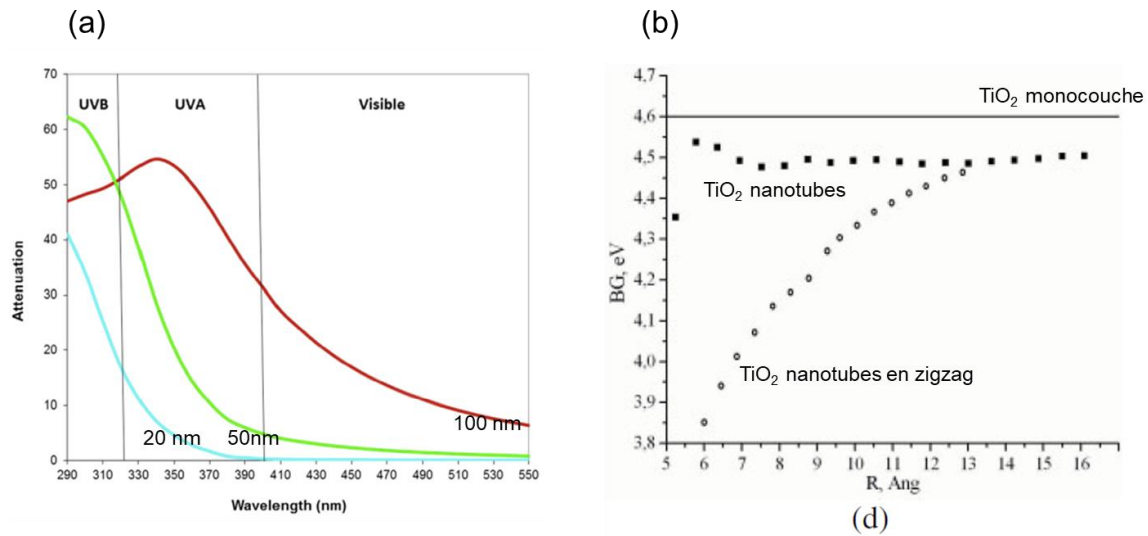 (a)
(b)
70
60
50
40
30
20
10
0
Attenuation
UVB
UVA
Visible
20 nm
50nm
100 nm
290
310
330
350
370
390
410
430
450
470
490
510
530
550
Wavelength (nm)
4,7
4,6
4,5
4,4
4,3
4,2
4,1
4,0
3,9
3,8
BG, eV
TiO₂ monocouche
TiO₂ nanotubes
TiO₂ nanotubes en zigzag
5
6
7
8
9
10
11
12
13
14
15
16
R, Ang
(d)